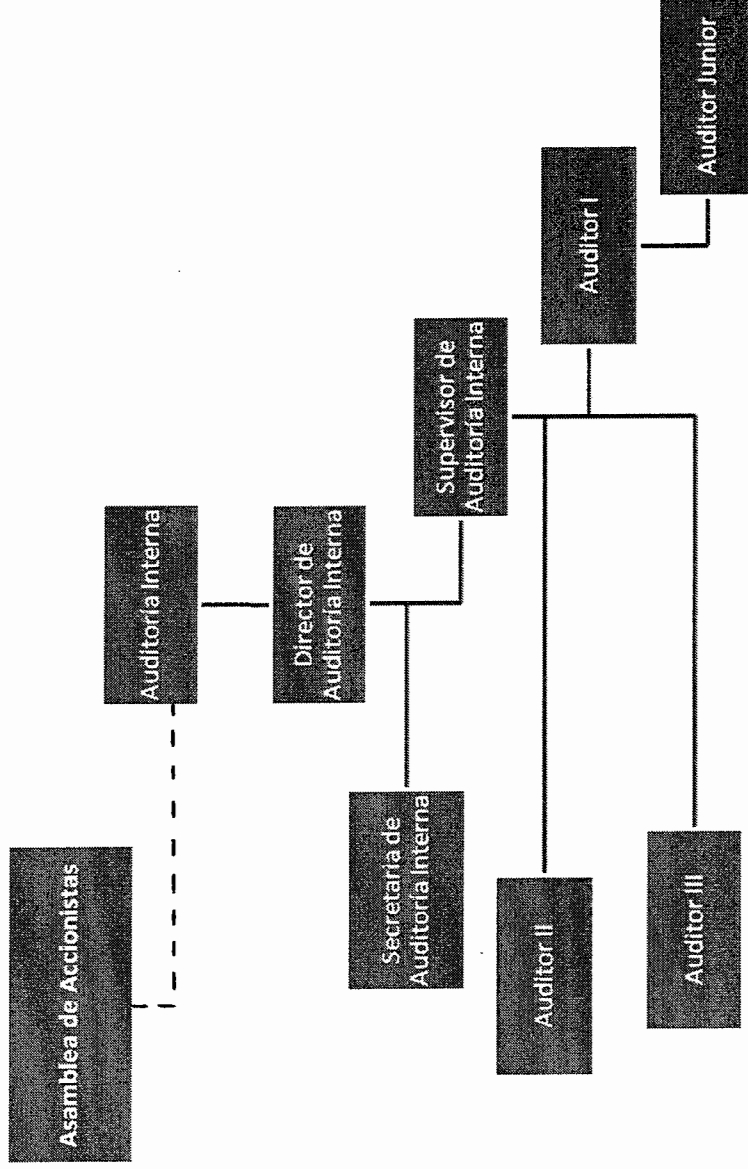 Asamblea de Accionistas
Auditoría Interna
Director de
Auditoría Interna
Secretaria de
Auditoría Interna
Supervisor de
Auditoría Interna
Auditor II
Auditor I
Auditor III
Auditor Junior